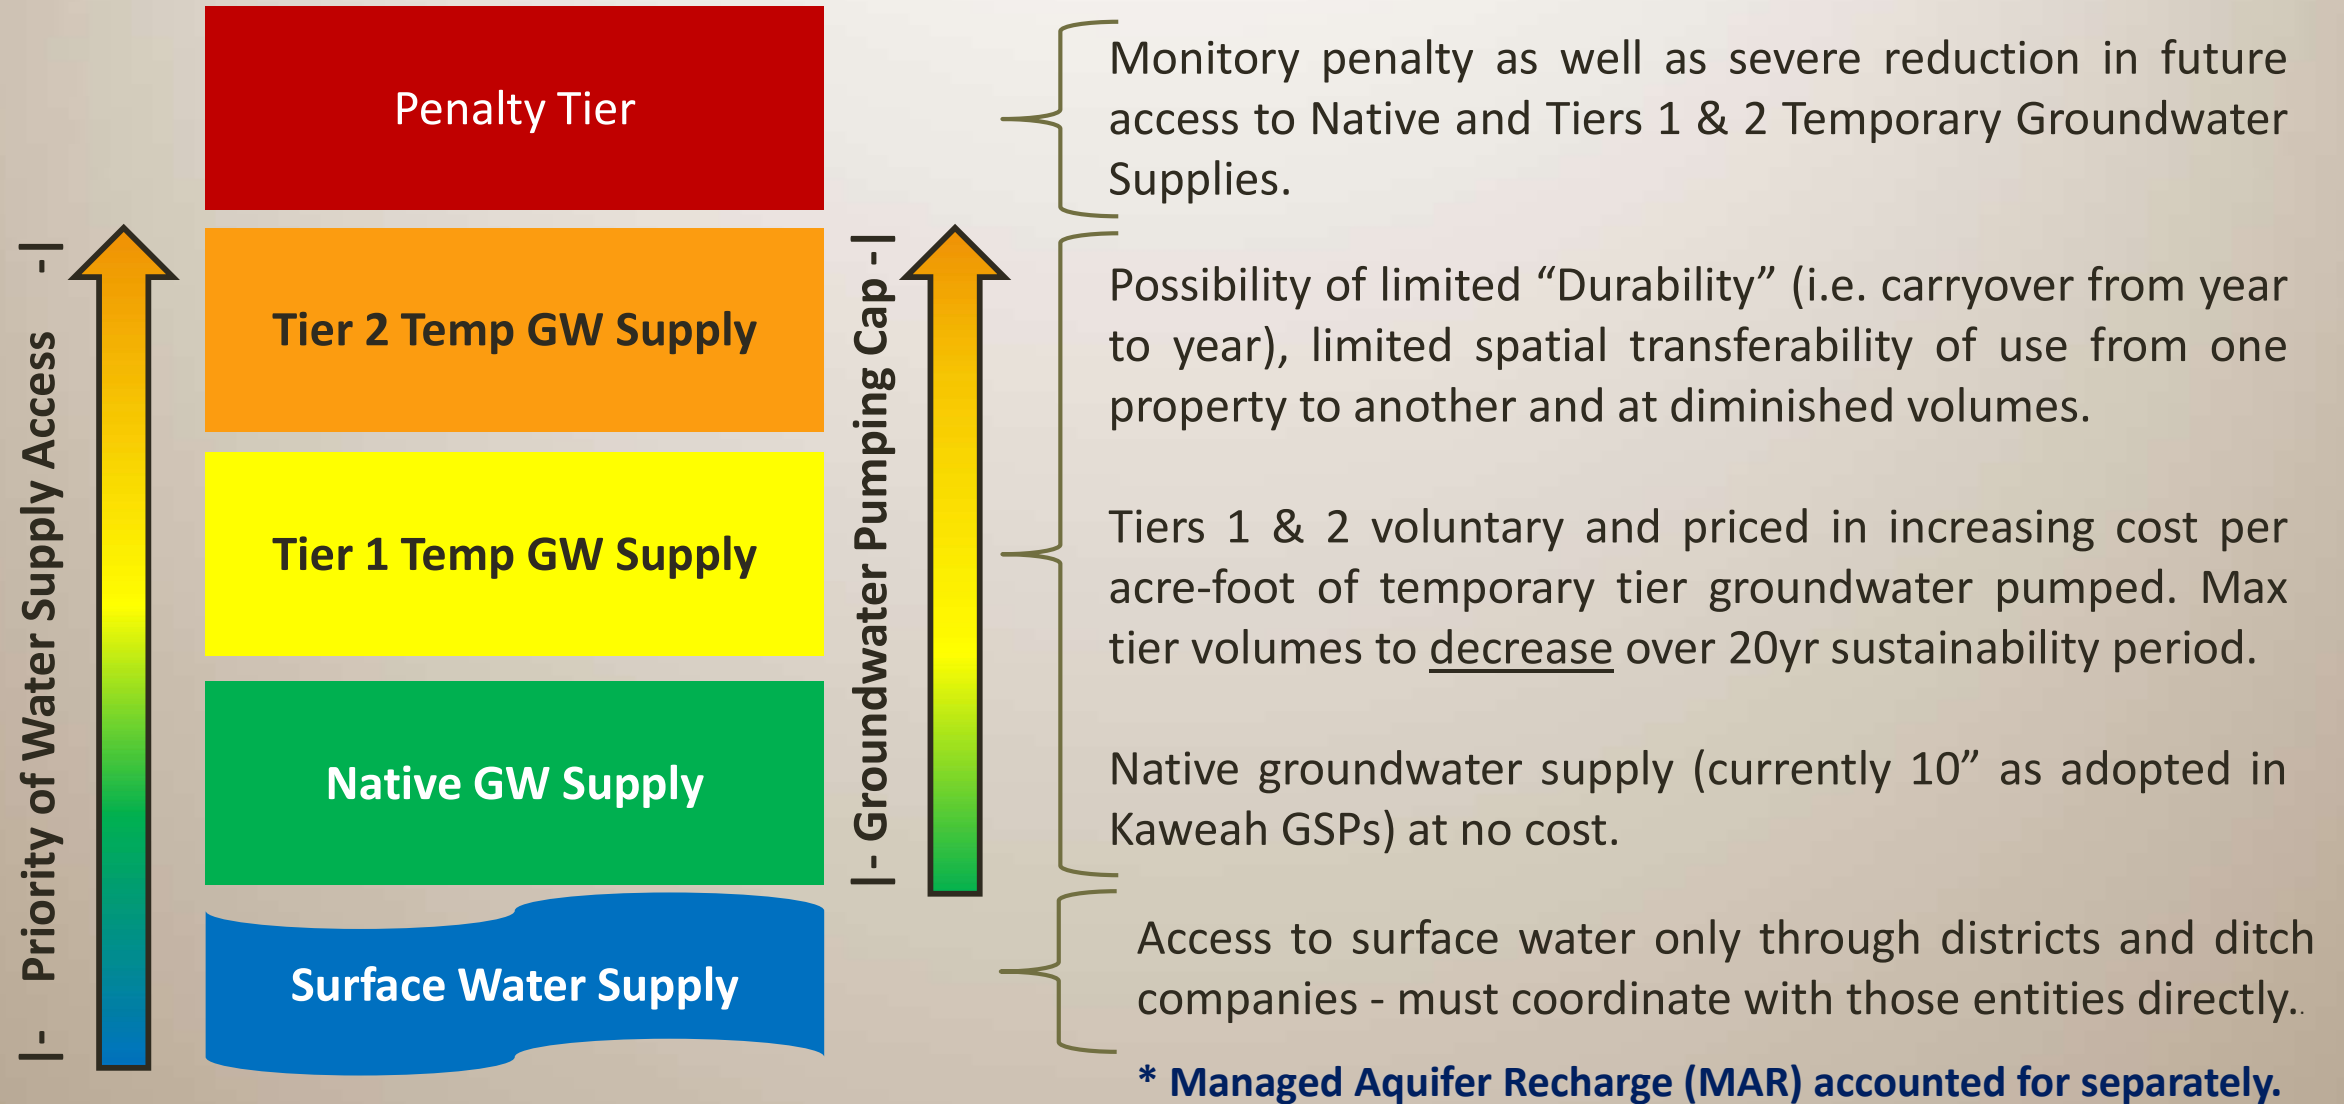 Penalty Tier
Monitory penalty as well as severe reduction in future
access to Native and Tiers 1 & 2 Temporary Groundwater
Supplies.
|- Priority of Water Supply Access -|
Tier 2 Temp GW Supply
Tier 1 Temp GW Supply
Native GW Supply
Surface Water Supply
|- Groundwater Pumping Cap -|
Possibility of limited “Durability” (i.e. carryover from year
to year), limited spatial transferability of use from one
property to another and at diminished volumes.
Tiers 1 & 2 voluntary and priced in increasing cost per
acre-foot of temporary tier groundwater pumped. Max
tier volumes to decrease over 20yr sustainability period.
Native groundwater supply (currently 10” as adopted in
Kaweah GSPs) at no cost.
Access to surface water only through districts and ditch
companies - must coordinate with those entities directly..
* Managed Aquifer Recharge (MAR) accounted for separately.